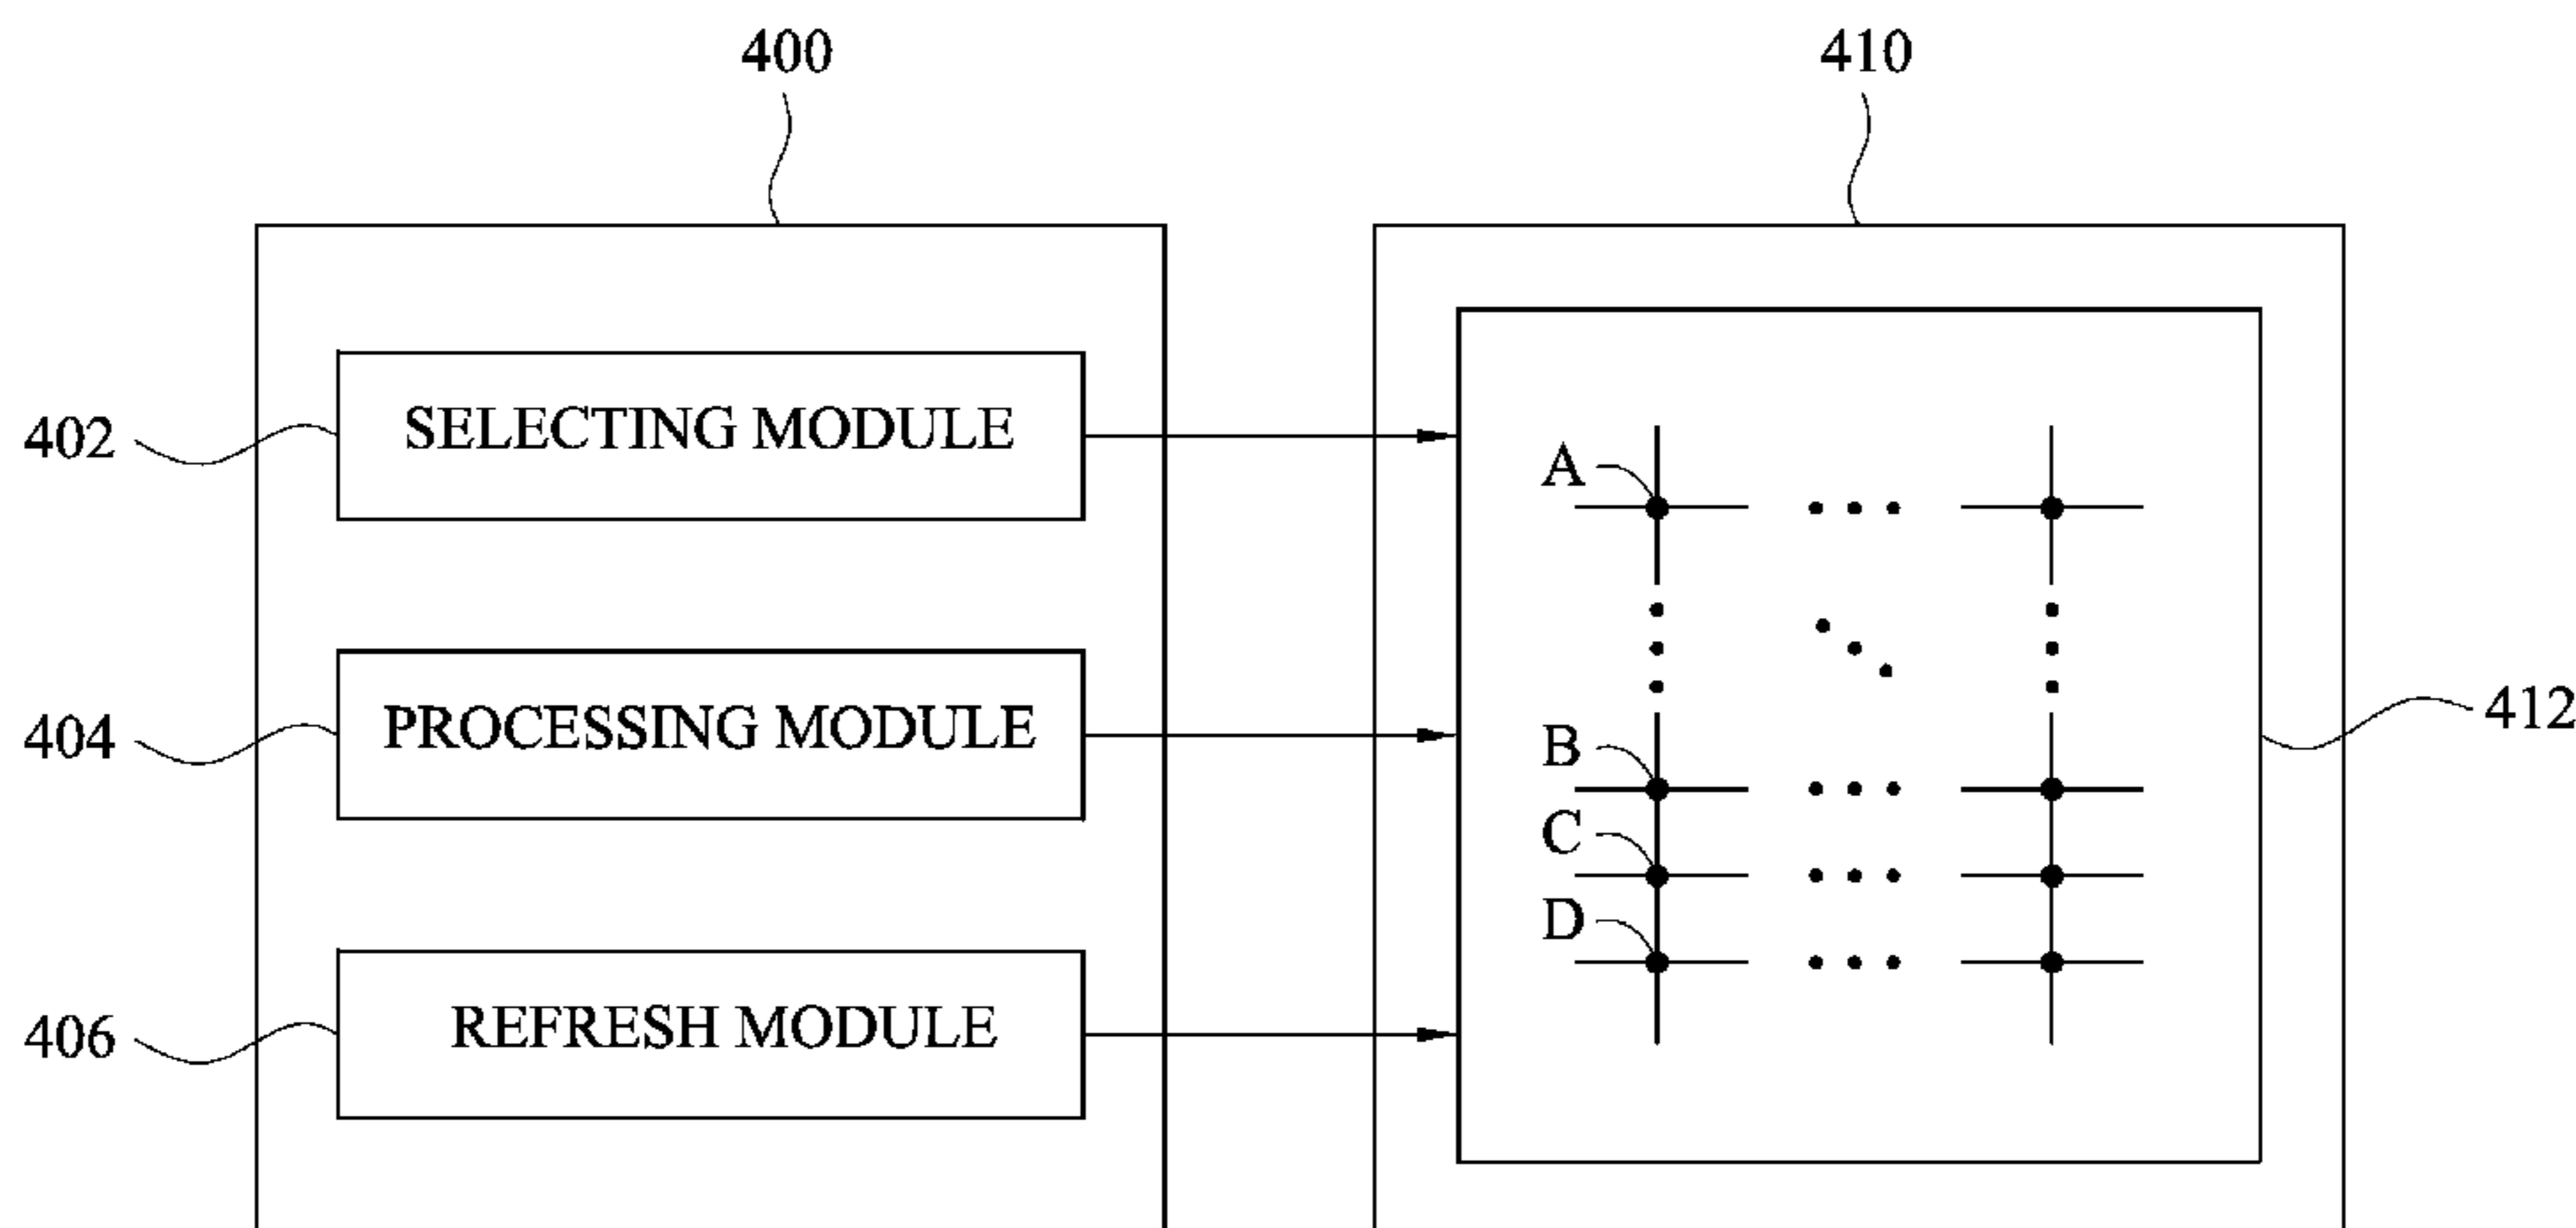 400
410
402
SELECTING MODULE
A
404
PROCESSING MODULE
412
B
C
D
406
REFRESH MODULE